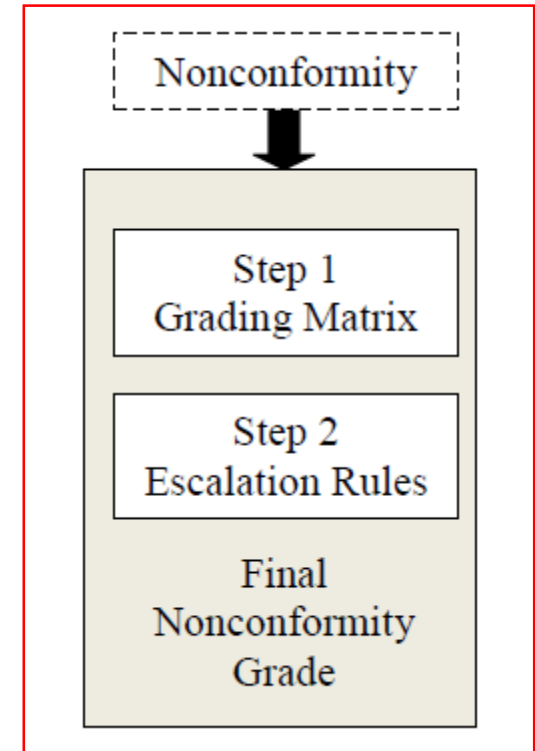 Nonconformity
Step 1
Grading Matrix
Step 2
Escalation Rules
Final
Nonconformity
Grade